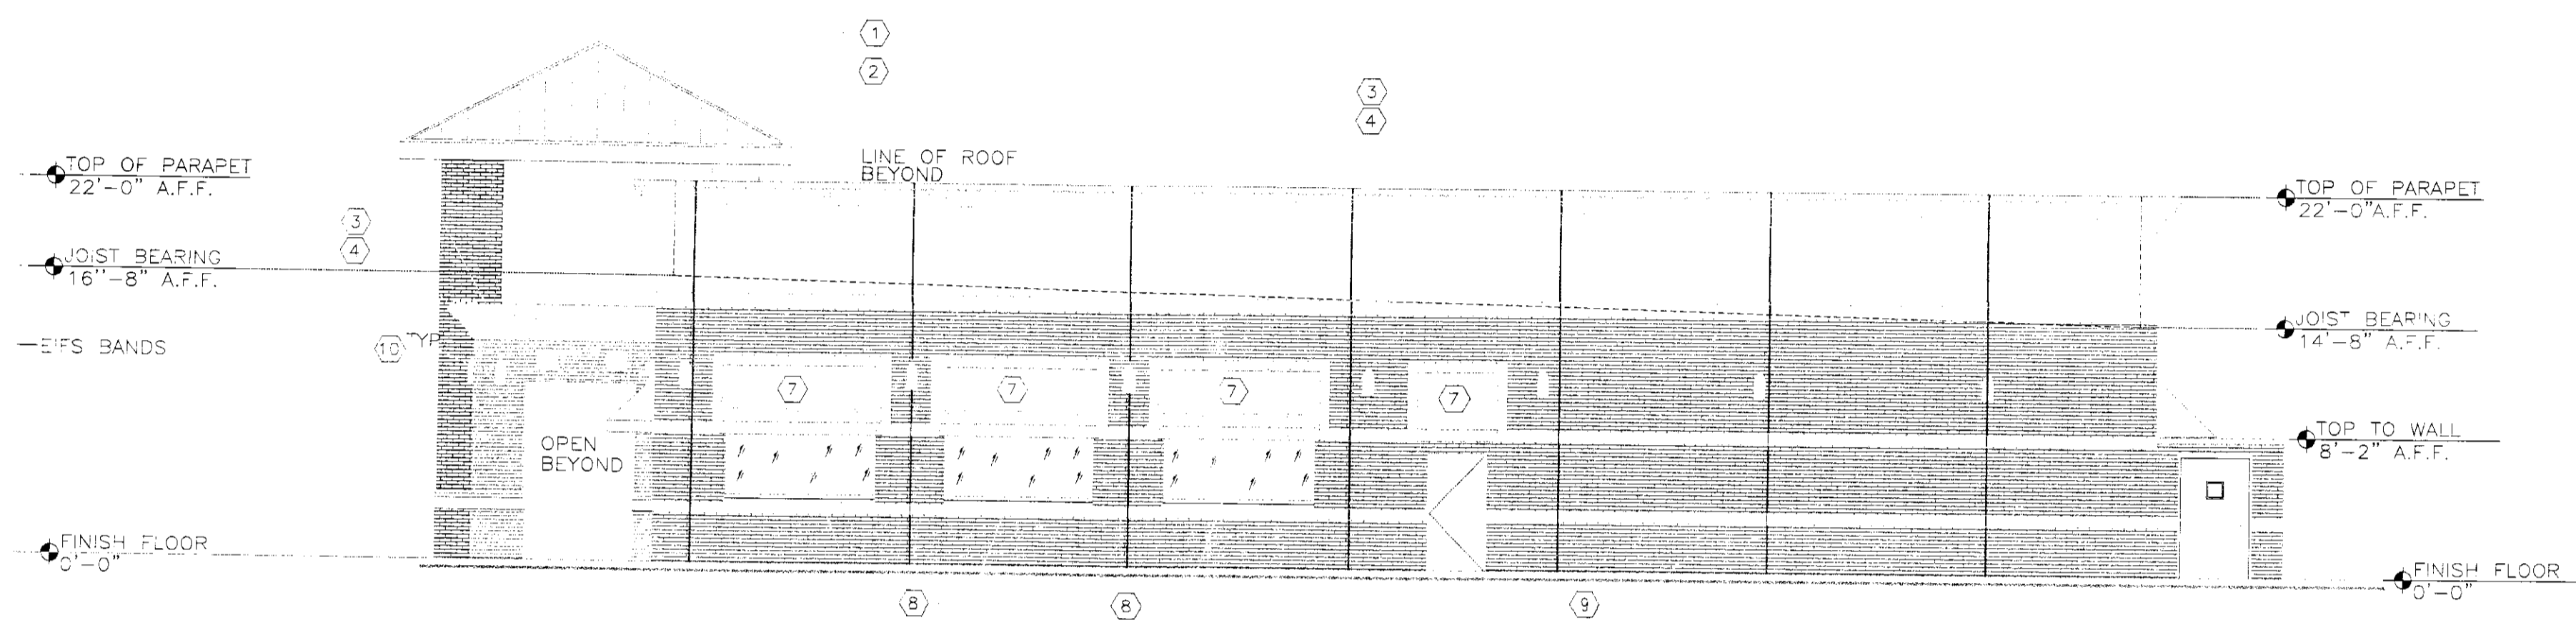 1
2
3
4
LINE OF ROOF
BEYOND
TOP OF PARAPET
22'-0" A.F.F.
TOP OF PARAPET
22'-0"A.F.F.
3
4
JOIST BEARING
16''-8" A.F.F.
JOIST BEARING
14'-8" A.F.F.
EIFS BANDS
10
TYP
7
7
7
7
OPEN
BEYOND
TOP TO WALL
8'-2" A.F.F.
FINISH FLOOR
0'-0"
FINISH FLOOR
0'-0"
8
8
9